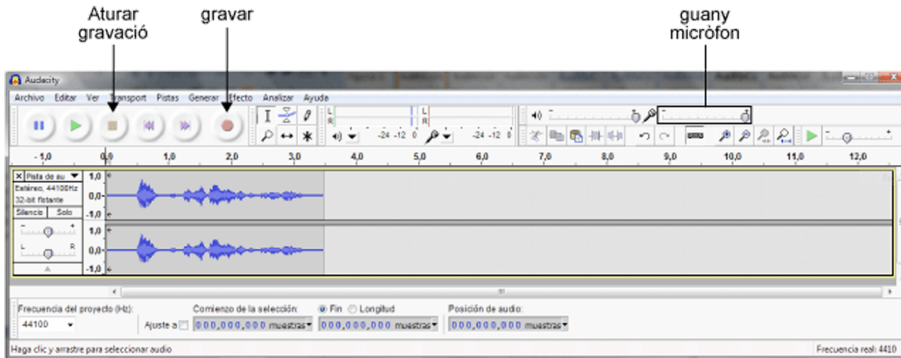 Aturar
gravació
gravar
guany
micròfon
Audacity
Archivo Editar Ver Transport Pistas Generar Efecto Analizar Ayuda
L
R
L
R
-24 -12 0
-24 -12 0
- 1,0 0,0 1,0 2,0 3,0 4,0 5,0 6,0 7,0 8,0 9,0 10,0 11,0 12,0
X Pista de au
Estéreo, 44100Hz
32-bit flotante
Silencio Solo
- +
L R
1,0
0,0-
-1,0
1,0
0,0-
-1,0
Frecuencia del proyecto (Hz):
44100
Ajuste a
Comienzo de la selección:
000,000,000 muestras
Fin Longitud
000,000,000 muestras
Posición de audio:
000,000,000 muestras
Haga clic y arrastre para seleccionar audio
Frecuencia real: 4410